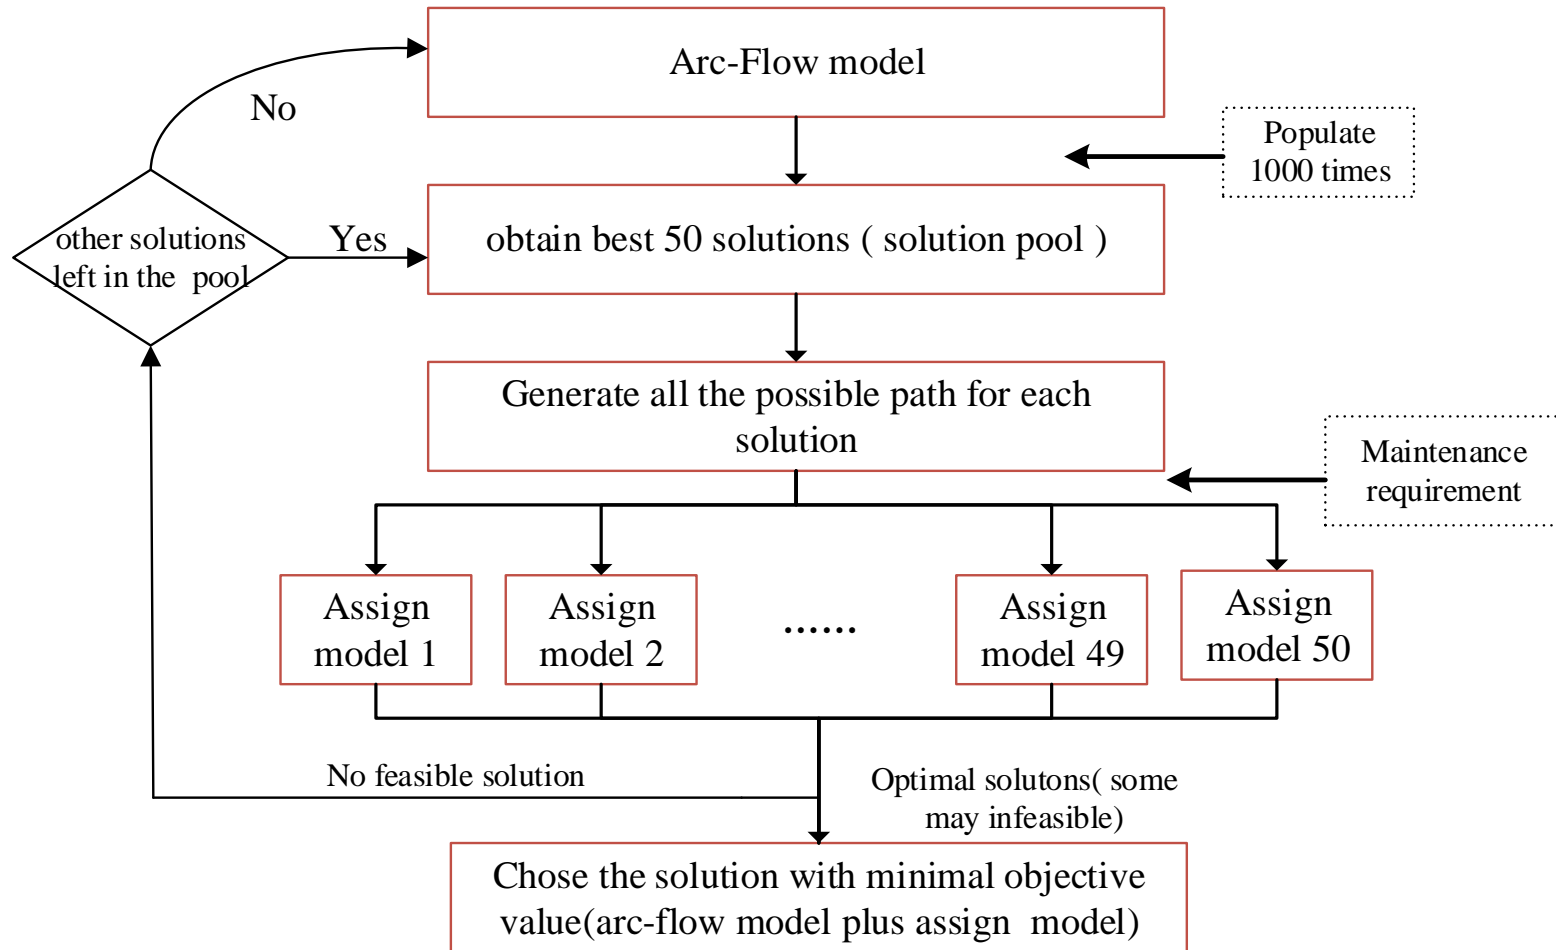 Arc-Flow model
No
Populate
1000 times
other solutions
left in the pool
Yes
obtain best 50 solutions ( solution pool )
Generate all the possible path for each
solution
Maintenance
requirement
Assign
model 1
Assign
model 2
......
Assign
model 49
Assign
model 50
No feasible solution
Optimal solutons( some
may infeasible)
Chose the solution with minimal objective
value(arc-flow model plus assign model)